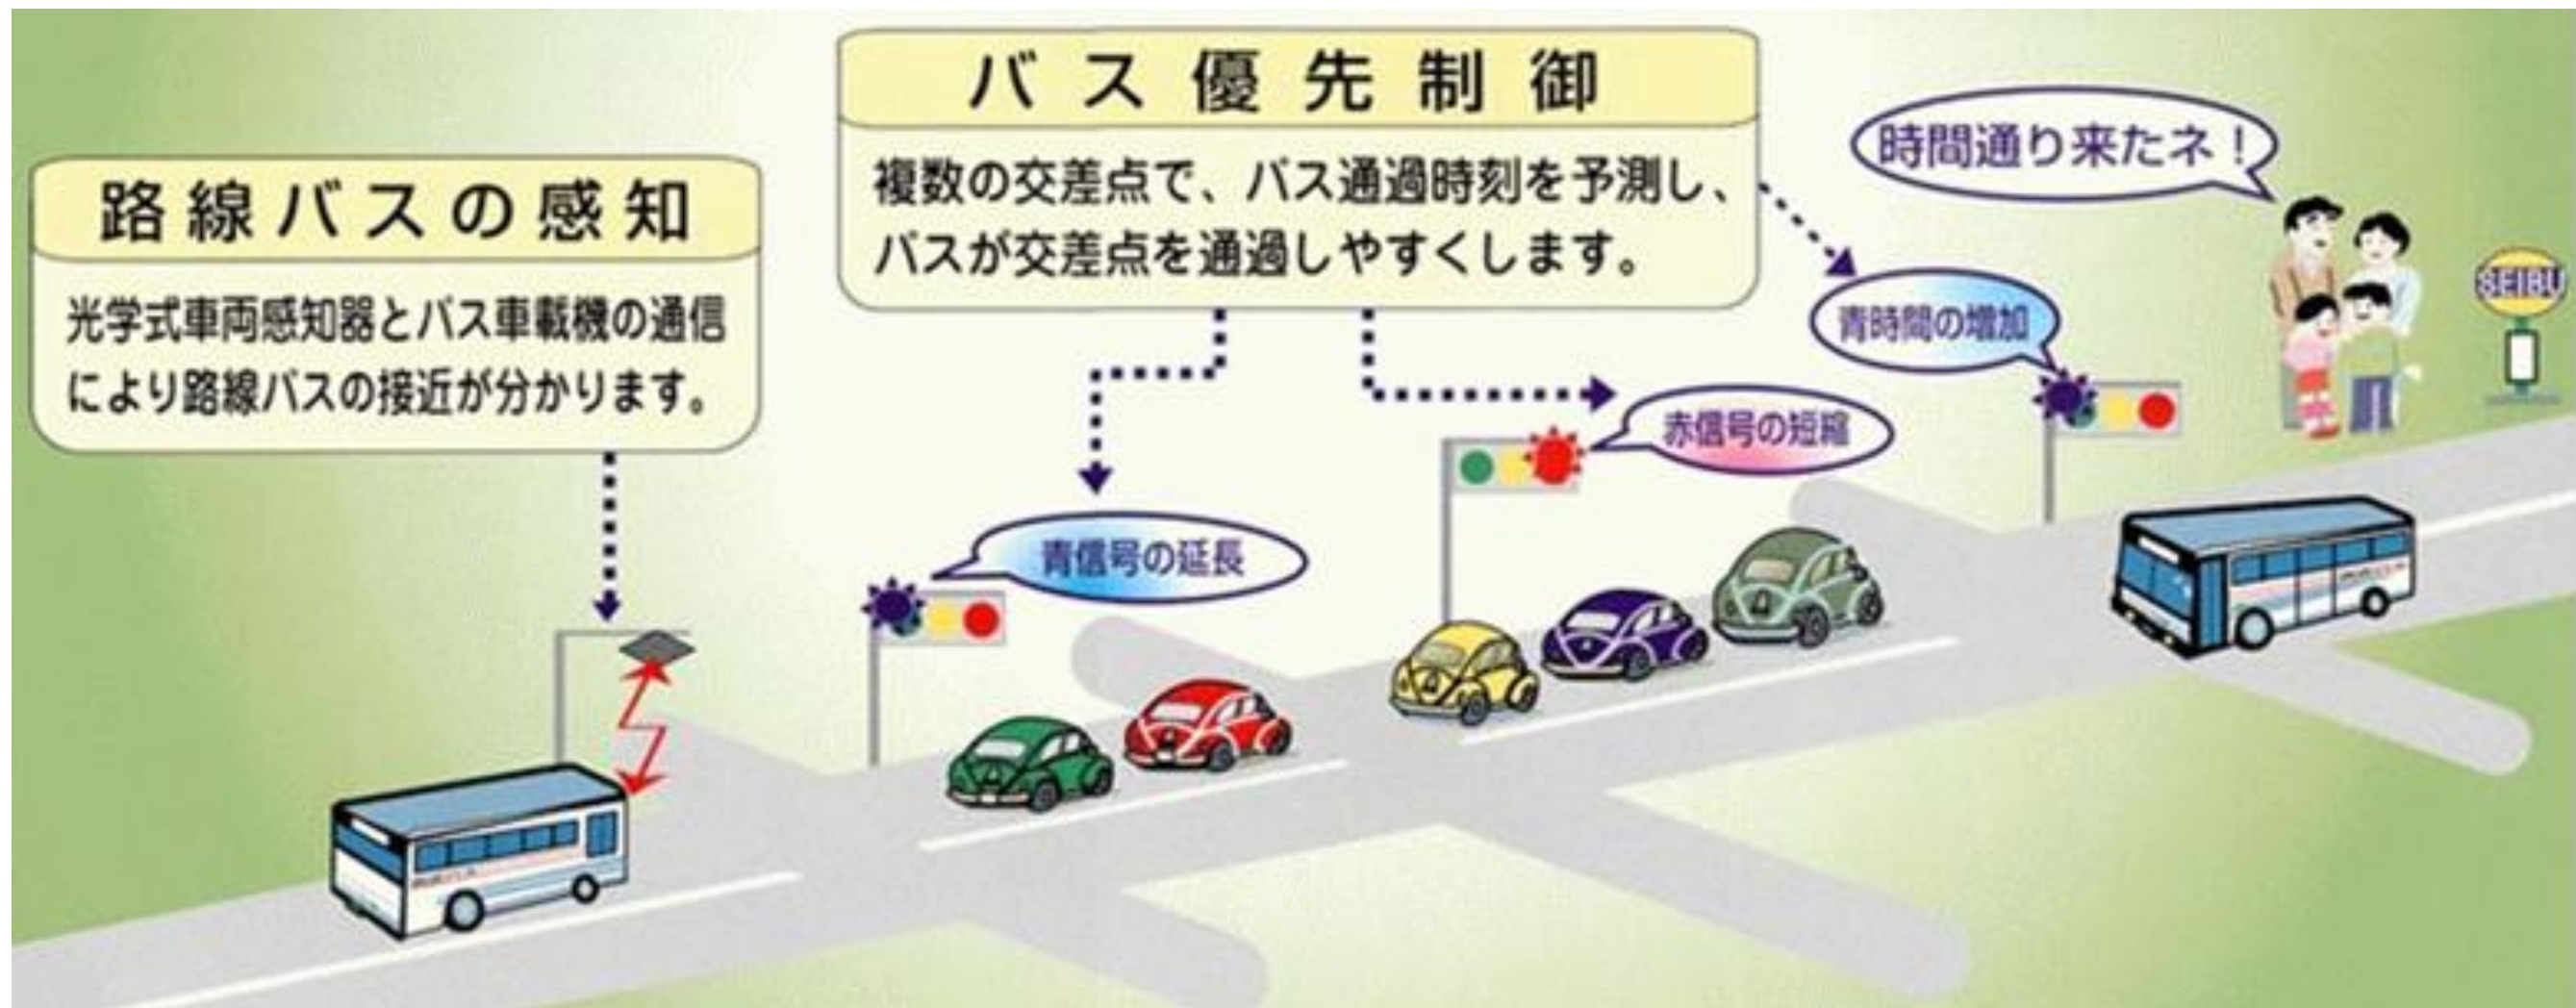 路線バスの感知
光学式車両感知器とバス車載機の通信
により路線バスの接近が分かります。
バス優先制御
複数の交差点で、バス通過時刻を予測し、
バスが交差点を通過しやすくします。
青信号の延長
赤信号の短縮
青時間の増加
時間通り来たネ！
SEIBU